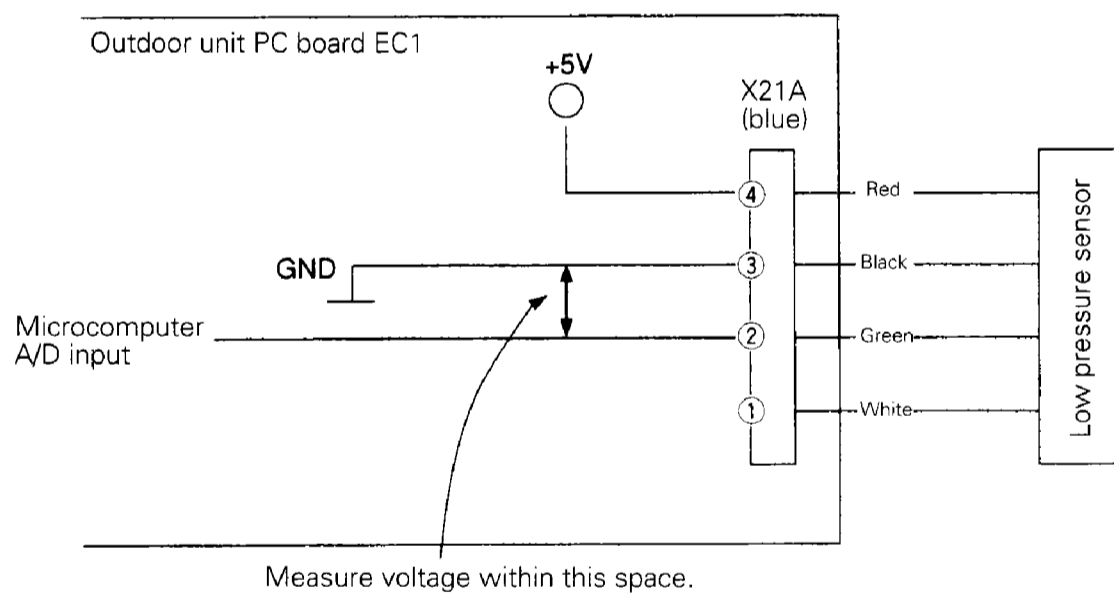 Outdoor unit PC board EC1
+5V
X21A
(blue)
④ Red
GND
③ Black
Microcomputer
A/D input
② Green
① White
Low pressure sensor
Measure voltage within this space.